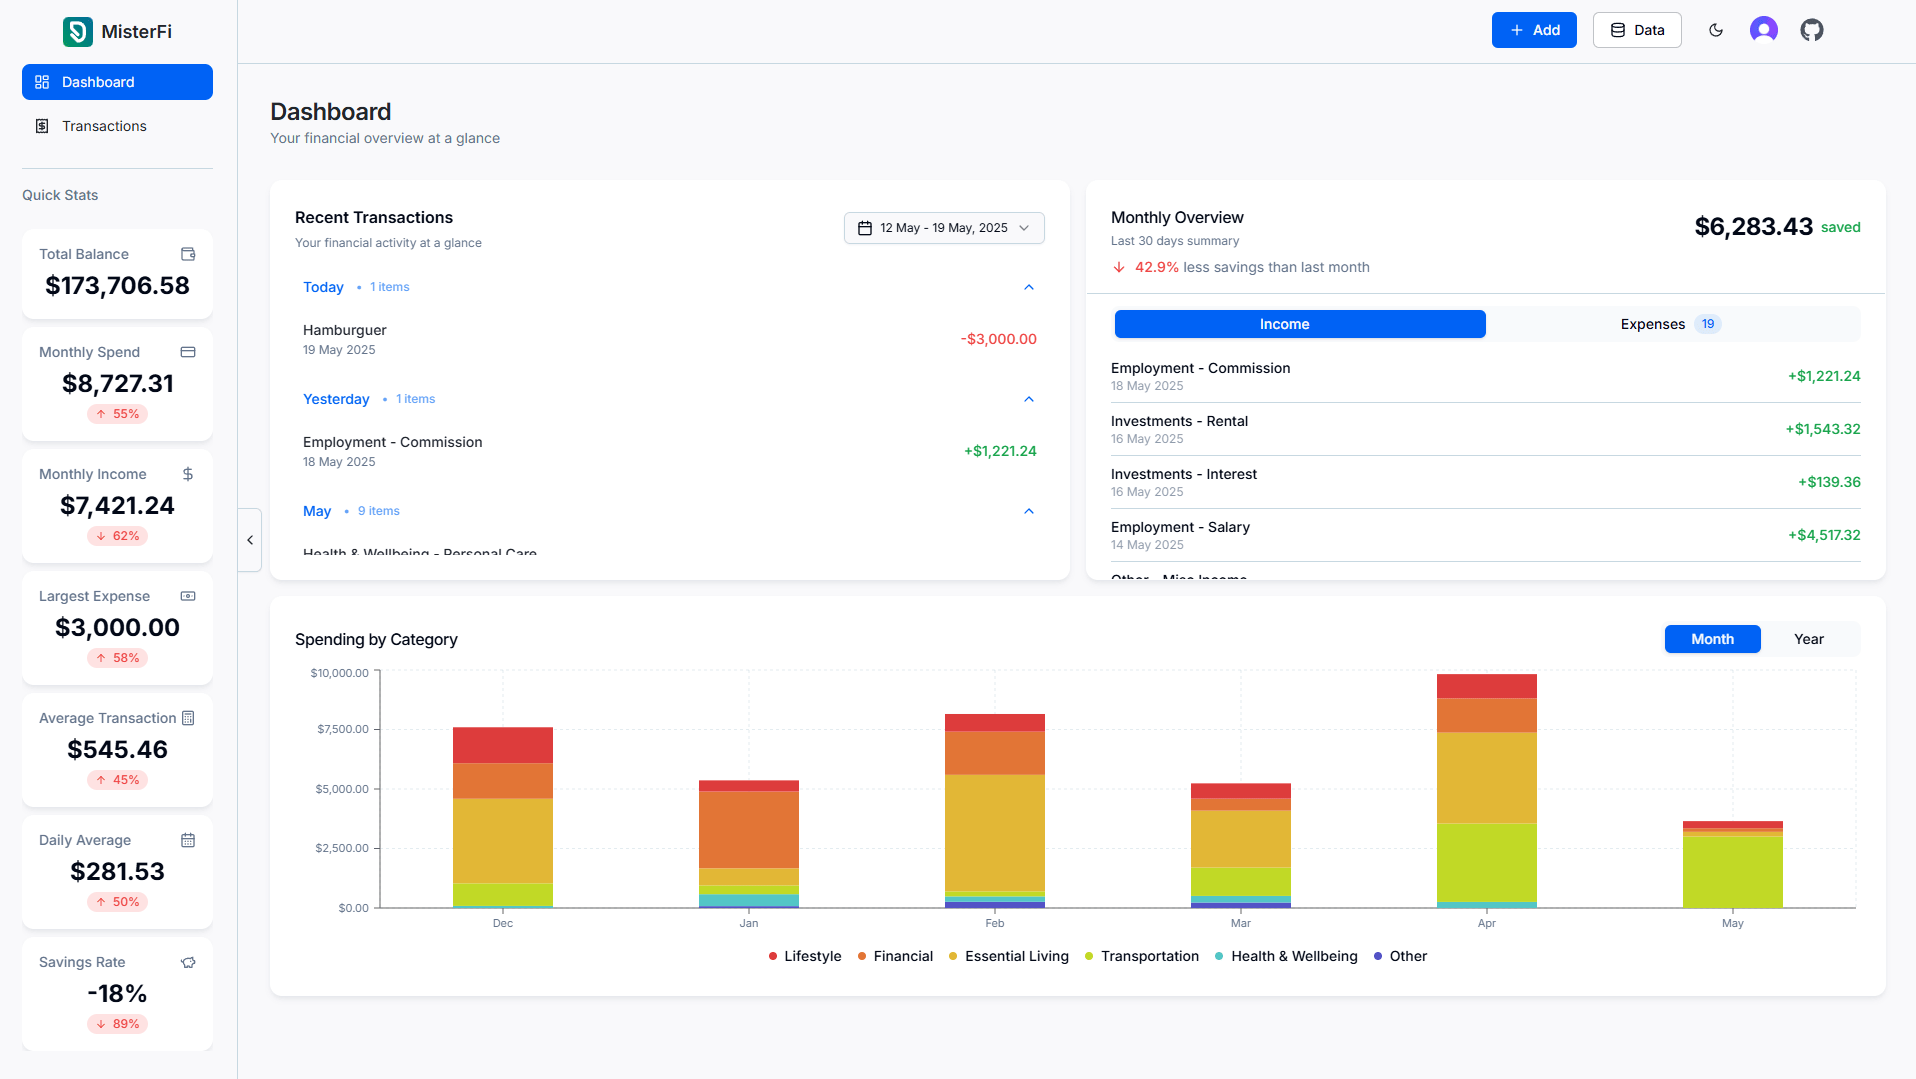 MisterFi
Dashboard
Transactions
Quick Stats
Total Balance
$173,706.58
Monthly Spend
$8,727.31
55%
Monthly Income
$7,421.24
62%
Largest Expense
$3,000.00
58%
Average Transaction
$545.46
45%
Daily Average
$281.53
50%
Savings Rate
-18%
89%
Add
Data
Dashboard
Your financial overview at a glance
Recent Transactions
Your financial activity at a glance
12 May - 19 May, 2025
Today • 1 items
Hamburguer
19 May 2025
-$3,000.00
Yesterday • 1 items
Employment - Commission
18 May 2025
+$1,221.24
May • 9 items
Health & Wellbeing - Personal Care
Monthly Overview
Last 30 days summary
42.9% less savings than last month
$6,283.43 saved
Income
Expenses 19
Employment - Commission
18 May 2025
+$1,221.24
Investments - Rental
16 May 2025
+$1,543.32
Investments - Interest
16 May 2025
+$139.36
Employment - Salary
14 May 2025
+$4,517.32
Other - Misc Income
Spending by Category
Month
Year
$10,000.00
$7,500.00
$5,000.00
$2,500.00
$0.00
Dec
Jan
Feb
Mar
Apr
May
Lifestyle
Financial
Essential Living
Transportation
Health & Wellbeing
Other